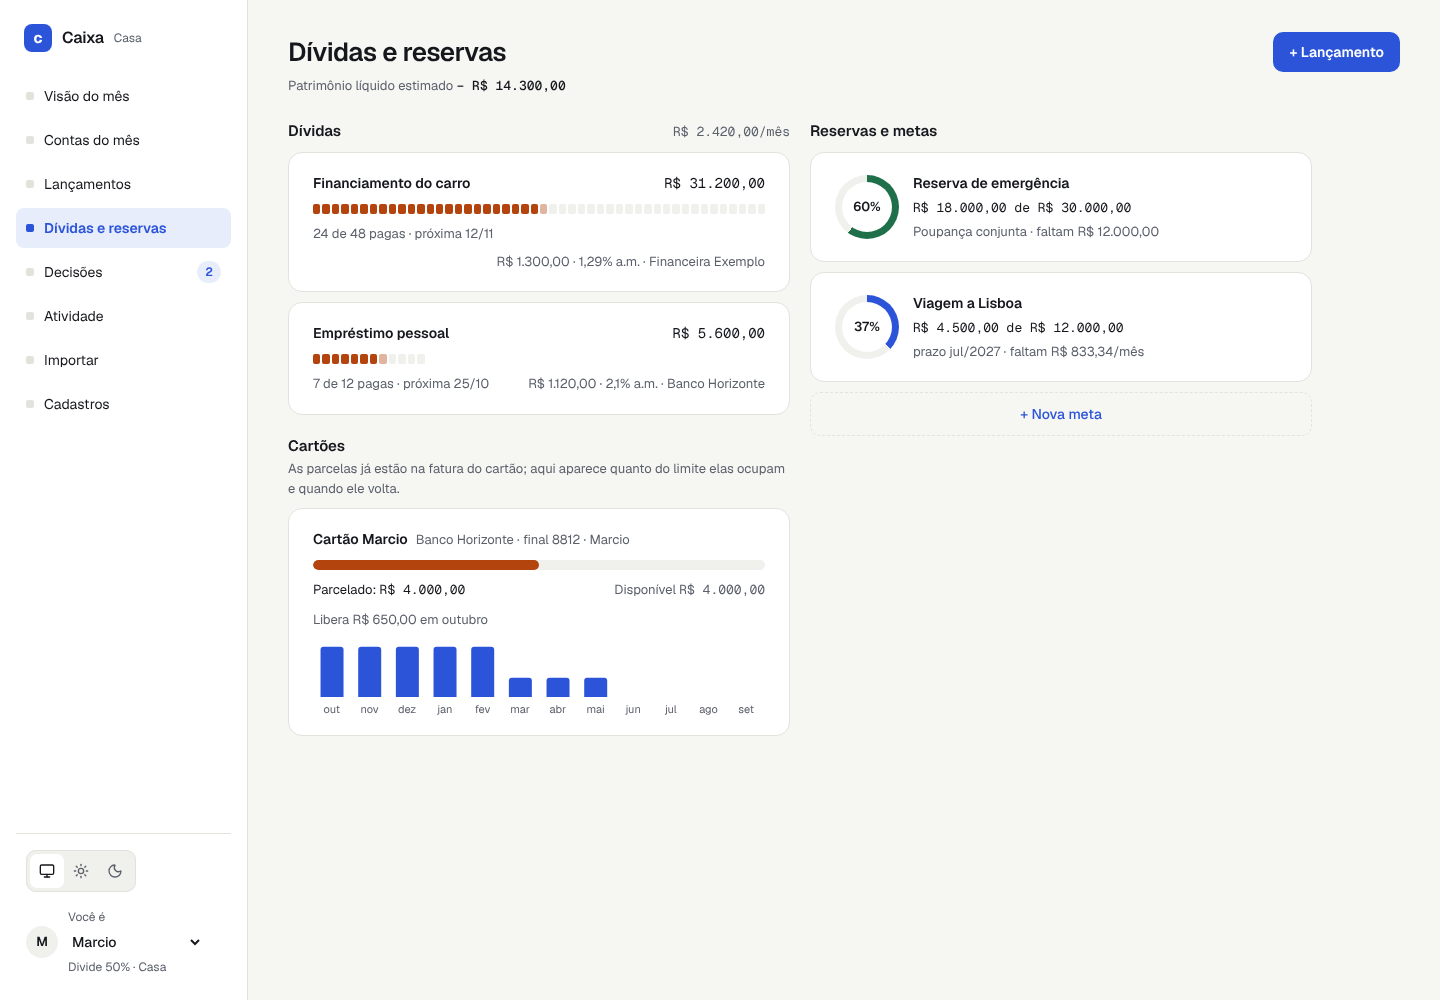 c Caixa Casa
Visão do mês
Contas do mês
Lançamentos
Dívidas e reservas
Decisões 2
Atividade
Importar
Cadastros
Você é
M Marcio
Divide 50% · Casa
Dívidas e reservas
+ Lançamento
Patrimônio líquido estimado − R$ 14.300,00
Dívidas R$ 2.420,00/mês
Financiamento do carro R$ 31.200,00
24 de 48 pagas · próxima 12/11
R$ 1.300,00 · 1,29% a.m. · Financeira Exemplo
Empréstimo pessoal R$ 5.600,00
7 de 12 pagas · próxima 25/10 R$ 1.120,00 · 2,1% a.m. · Banco Horizonte
Cartões
As parcelas já estão na fatura do cartão; aqui aparece quanto do limite elas ocupam
e quando ele volta.
Cartão Marcio Banco Horizonte · final 8812 · Marcio
Parcelado: R$ 4.000,00 Disponível R$ 4.000,00
Libera R$ 650,00 em outubro
out nov dez jan fev mar abr mai jun jul ago set
Reservas e metas
60%
Reserva de emergência
R$ 18.000,00 de R$ 30.000,00
Poupança conjunta · faltam R$ 12.000,00
37%
Viagem a Lisboa
R$ 4.500,00 de R$ 12.000,00
prazo jul/2027 · faltam R$ 833,34/mês
+ Nova meta